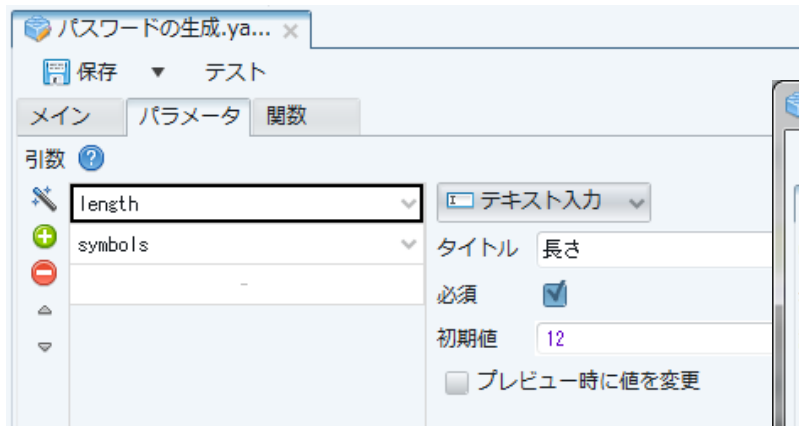 パスワードの生成.ya...
保存 テスト
メイン パラメータ 関数
引数
length
symbols
-
テキスト入力
タイトル 長さ
必須
初期値 12
プレビュー時に値を変更